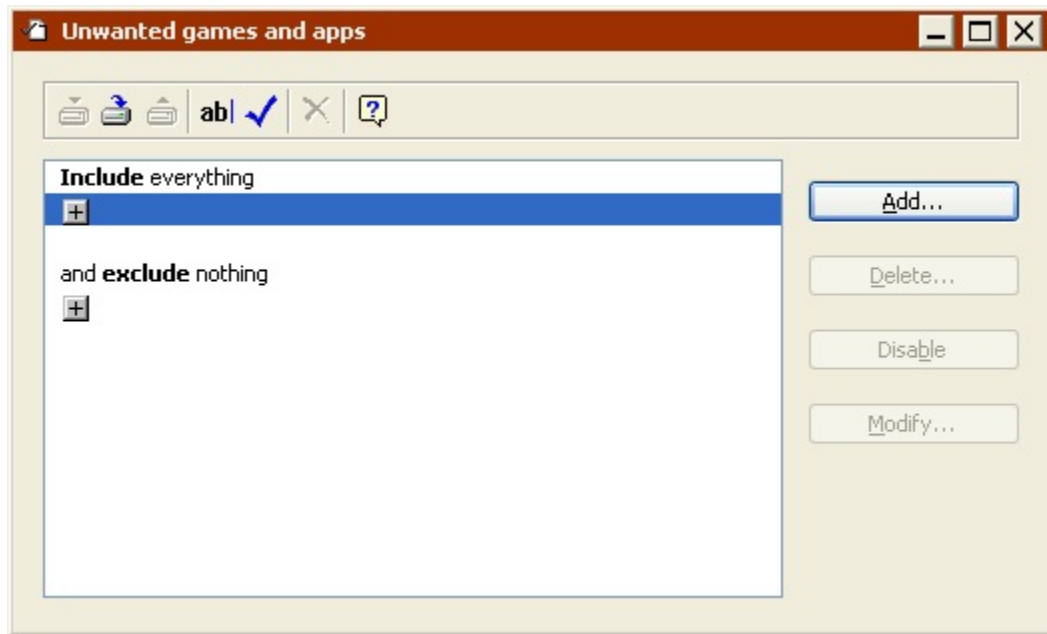 Unwanted games and apps
ab|
Include everything
Add...
and exclude nothing
Delete...
Disable
Modify...